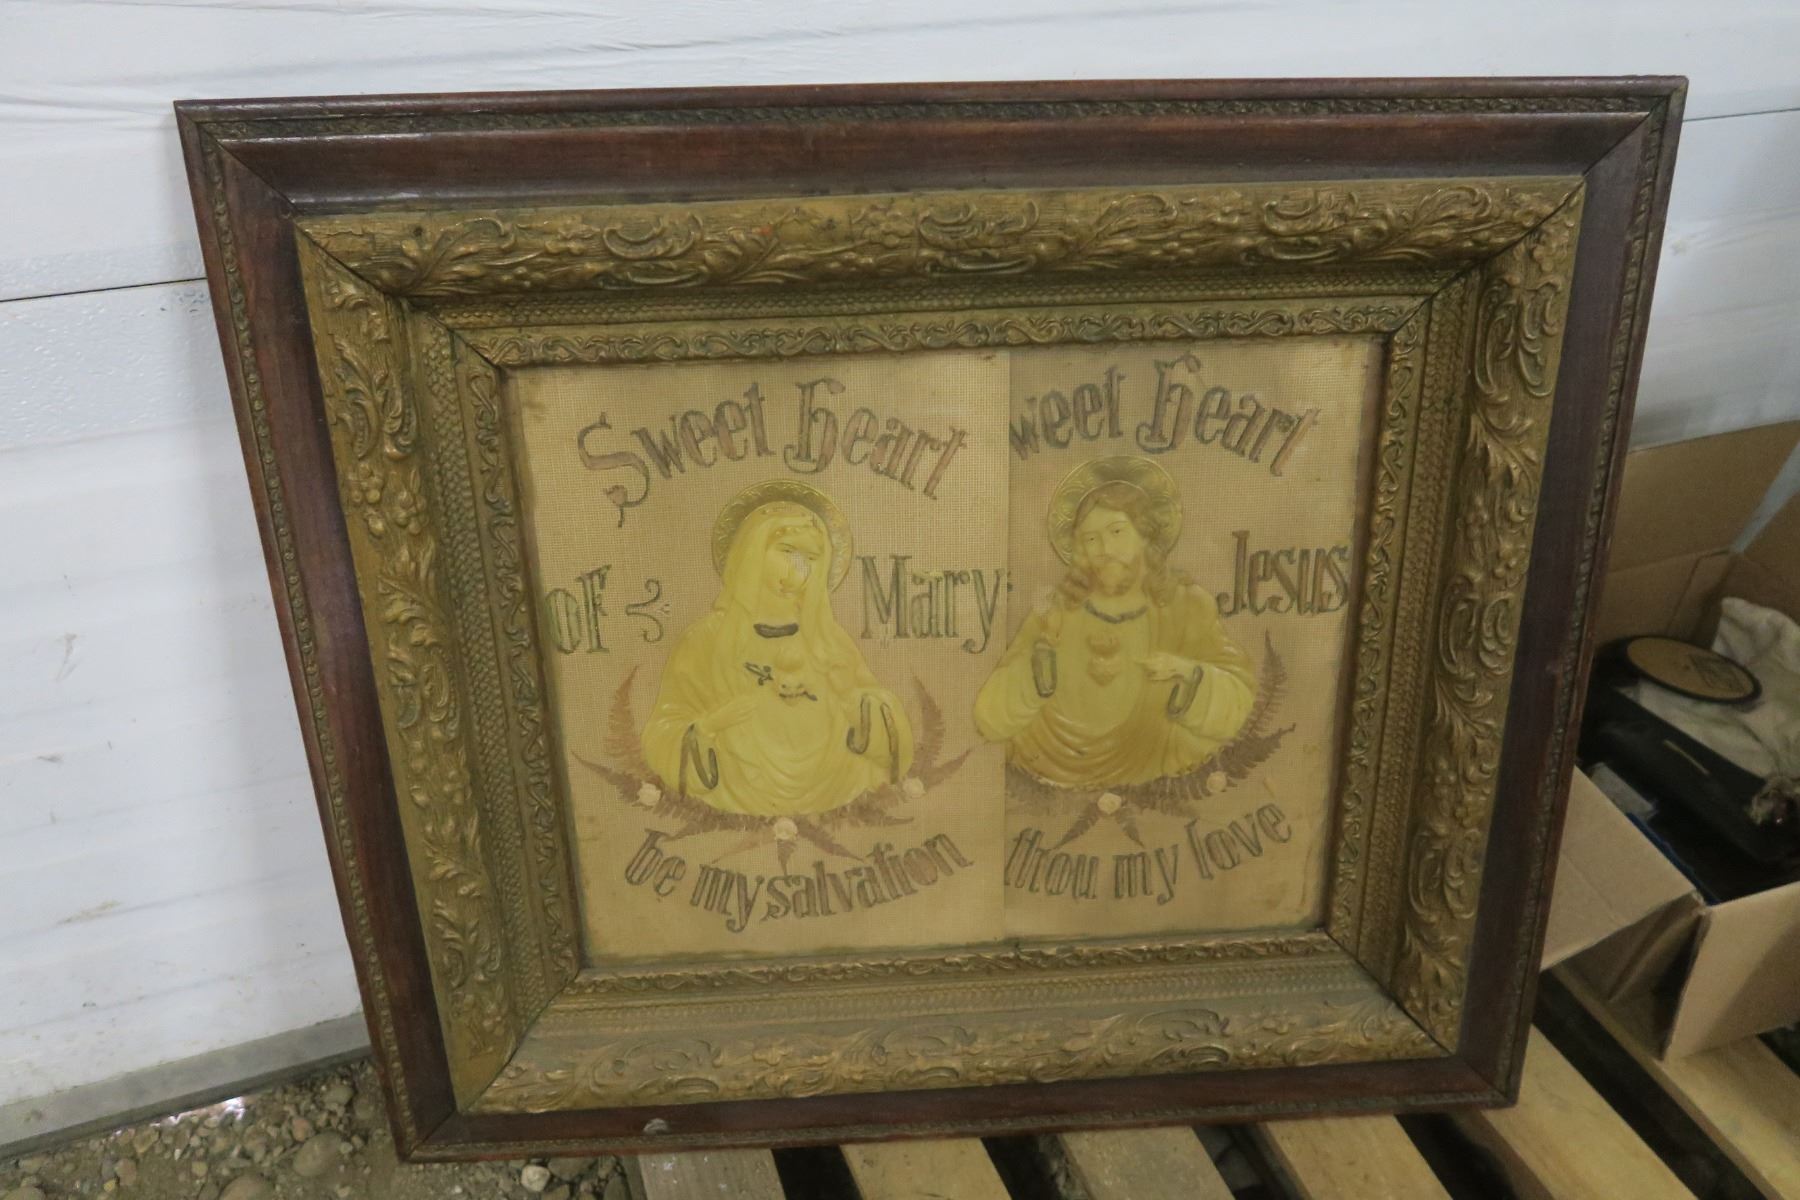 Sweet Heart
of Mary
be my salvation
weet Heart
Jesus
thou my love